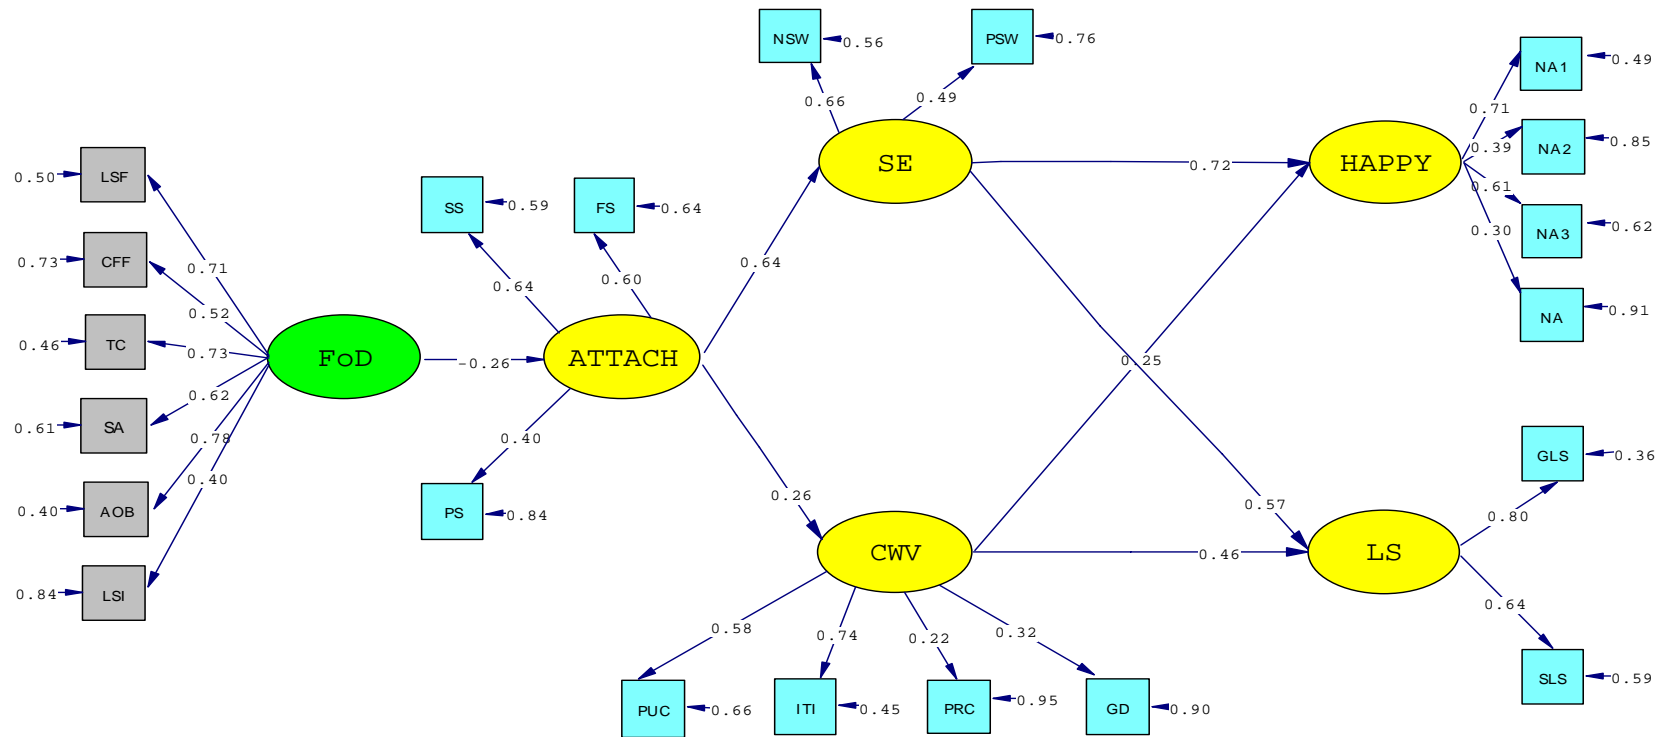 NSW
0.56
PSW
0.76
NA1
0.49
0.66
0.49
0.71
NA2
0.85
0.39
LSF
0.50
SE
0.72
HAPPY
0.61
SS
0.59
FS
0.64
NA3
0.62
0.30
CFF
0.73
0.71
0.64
0.60
0.64
NA
0.91
0.52
TC
0.46
0.73
FoD
-0.26
ATTACH
0.25
0.62
SA
0.61
0.78
0.40
0.40
GLS
0.36
AOB
0.40
PS
0.84
0.26
0.57
0.80
CWV
0.46
LS
LSI
0.84
0.58
0.74
0.22
0.32
0.64
PUC
0.66
ITI
0.45
PRC
0.95
GD
0.90
SLS
0.59